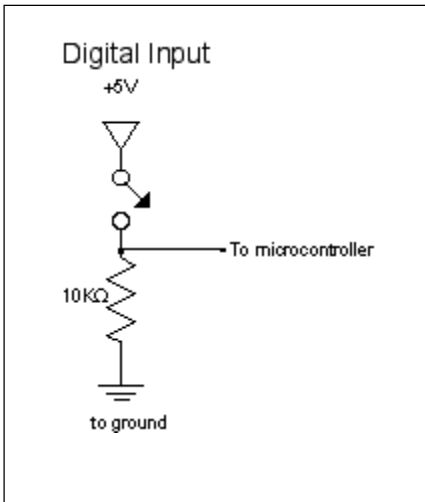 Digital Input
+5V
To microcontroller
10KΩ
to ground